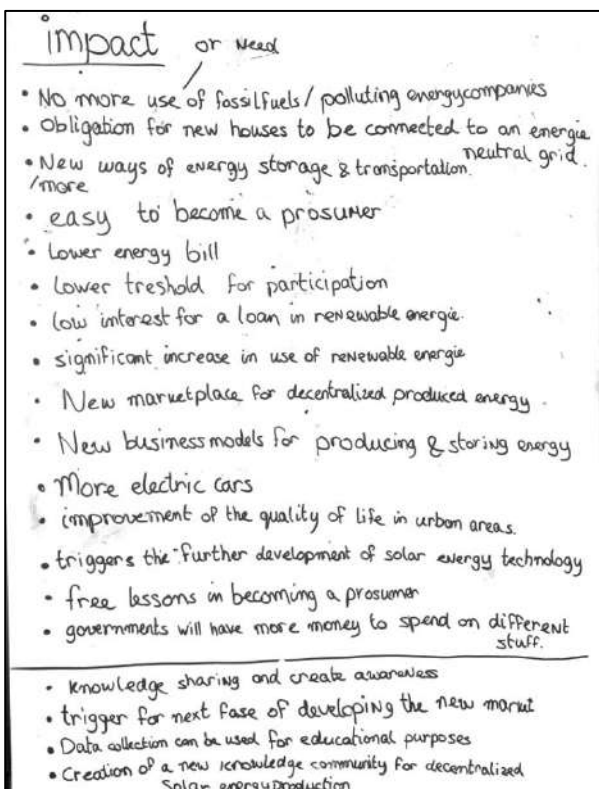 impact or need
• No more use of fossilfuels/ polluting energycompanies
• Obligation for new houses to be connected to an energie
neutral grid.
• New ways of energy storage & transportation.
/more
• easy to become a prosumer
• Lower energy bill
• Lower treshold for participation
• low interest for a loan in renewable energie.
• significant increase in use of renewable energie
• New marketplace for decentralized produced energy.
• New businessmodels for producing & storing energy
• More electric cars
• improvement of the quality of life in urban areas.
• triggers the further development of solar energy technology
• free lessons in becoming a prosumer
• governments will have more money to spend on different
stuff.
• knowledge sharing and create awareness
• trigger for next fase of developing the new markt
• Data collection can be used for educational purposes
• Creation of a new knowledge community for decentralized
Solar energy production